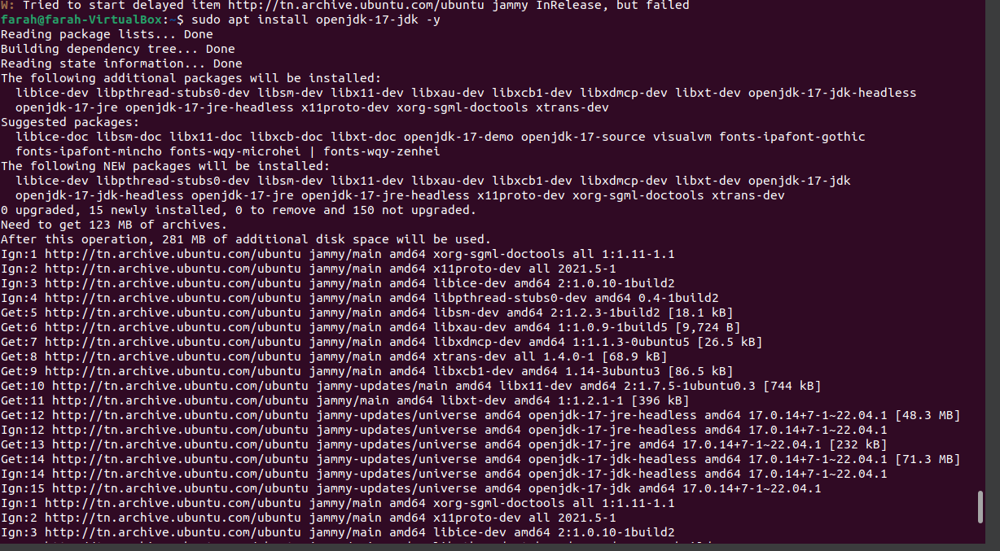 W: Tried to start delayed item http://tn.archive.ubuntu.com/ubuntu jammy InRelease, but failed
farah@farah-VirtualBox:~$ sudo apt install openjdk-17-jdk -y
Reading package lists... Done
Building dependency tree... Done
Reading state information... Done
The following additional packages will be installed:
  libice-dev libpthread-stubs0-dev libsm-dev libx11-dev libxau-dev libxcb1-dev libxdmcp-dev libxt-dev openjdk-17-jdk-headless
  openjdk-17-jre openjdk-17-jre-headless x11proto-dev xorg-sgml-doctools xtrans-dev
Suggested packages:
  libice-doc libsm-doc libx11-doc libxcb-doc libxt-doc openjdk-17-demo openjdk-17-source visualvm fonts-ipafont-gothic
  fonts-ipafont-mincho fonts-wqy-microhei | fonts-wqy-zenhei
The following NEW packages will be installed:
  libice-dev libpthread-stubs0-dev libsm-dev libx11-dev libxau-dev libxcb1-dev libxdmcp-dev libxt-dev openjdk-17-jdk
  openjdk-17-jdk-headless openjdk-17-jre openjdk-17-jre-headless x11proto-dev xorg-sgml-doctools xtrans-dev
0 upgraded, 15 newly installed, 0 to remove and 150 not upgraded.
Need to get 123 MB of archives.
After this operation, 281 MB of additional disk space will be used.
Ign:1 http://tn.archive.ubuntu.com/ubuntu jammy/main amd64 xorg-sgml-doctools all 1:1.11-1.1
Ign:2 http://tn.archive.ubuntu.com/ubuntu jammy/main amd64 x11proto-dev all 2021.5-1
Ign:3 http://tn.archive.ubuntu.com/ubuntu jammy/main amd64 libice-dev amd64 2:1.0.10-1build2
Ign:4 http://tn.archive.ubuntu.com/ubuntu jammy/main amd64 libpthread-stubs0-dev amd64 0.4-1build2
Get:5 http://tn.archive.ubuntu.com/ubuntu jammy/main amd64 libsm-dev amd64 2:1.2.3-1build2 [18.1 kB]
Get:6 http://tn.archive.ubuntu.com/ubuntu jammy/main amd64 libxau-dev amd64 1:1.0.9-1build5 [9,724 B]
Get:7 http://tn.archive.ubuntu.com/ubuntu jammy/main amd64 libxdmcp-dev amd64 1:1.1.3-0ubuntu5 [26.5 kB]
Get:8 http://tn.archive.ubuntu.com/ubuntu jammy/main amd64 xtrans-dev all 1.4.0-1 [68.9 kB]
Get:9 http://tn.archive.ubuntu.com/ubuntu jammy/main amd64 libxcb1-dev amd64 1.14-3ubuntu3 [86.5 kB]
Get:10 http://tn.archive.ubuntu.com/ubuntu jammy-updates/main amd64 libx11-dev amd64 2:1.7.5-1ubuntu0.3 [744 kB]
Get:11 http://tn.archive.ubuntu.com/ubuntu jammy/main amd64 libxt-dev amd64 1:1.2.1-1 [396 kB]
Get:12 http://tn.archive.ubuntu.com/ubuntu jammy-updates/universe amd64 openjdk-17-jre-headless amd64 17.0.14+7-1~22.04.1 [48.3 MB]
Ign:12 http://tn.archive.ubuntu.com/ubuntu jammy-updates/universe amd64 openjdk-17-jre-headless amd64 17.0.14+7-1~22.04.1
Get:13 http://tn.archive.ubuntu.com/ubuntu jammy-updates/universe amd64 openjdk-17-jre amd64 17.0.14+7-1~22.04.1 [232 kB]
Get:14 http://tn.archive.ubuntu.com/ubuntu jammy-updates/universe amd64 openjdk-17-jdk-headless amd64 17.0.14+7-1~22.04.1 [71.3 MB]
Ign:14 http://tn.archive.ubuntu.com/ubuntu jammy-updates/universe amd64 openjdk-17-jdk-headless amd64 17.0.14+7-1~22.04.1
Ign:15 http://tn.archive.ubuntu.com/ubuntu jammy-updates/universe amd64 openjdk-17-jdk amd64 17.0.14+7-1~22.04.1
Ign:1 http://tn.archive.ubuntu.com/ubuntu jammy/main amd64 xorg-sgml-doctools all 1:1.11-1.1
Ign:2 http://tn.archive.ubuntu.com/ubuntu jammy/main amd64 x11proto-dev all 2021.5-1
Ign:3 http://tn.archive.ubuntu.com/ubuntu jammy/main amd64 libice-dev amd64 2:1.0.10-1build2